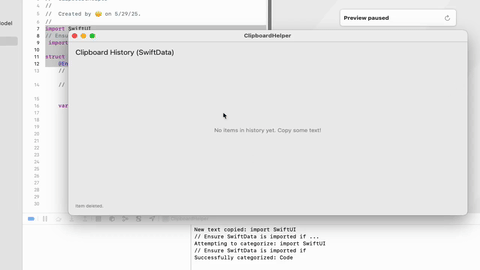 odel
//
// Created by 😊 on 5/29/25.
//
import SwiftUI
// Ensu
import
struct
@En
//
//
var
Preview paused
ClipboardHelper
Clipboard History (SwiftData)
No items in history yet. Copy some text!
Item deleted.
New text copied: import SwiftUI
// Ensure SwiftData is imported if ...
Attempting to categorize: import SwiftUI
// Ensure SwiftData is imported if
Successfully categorized: Code